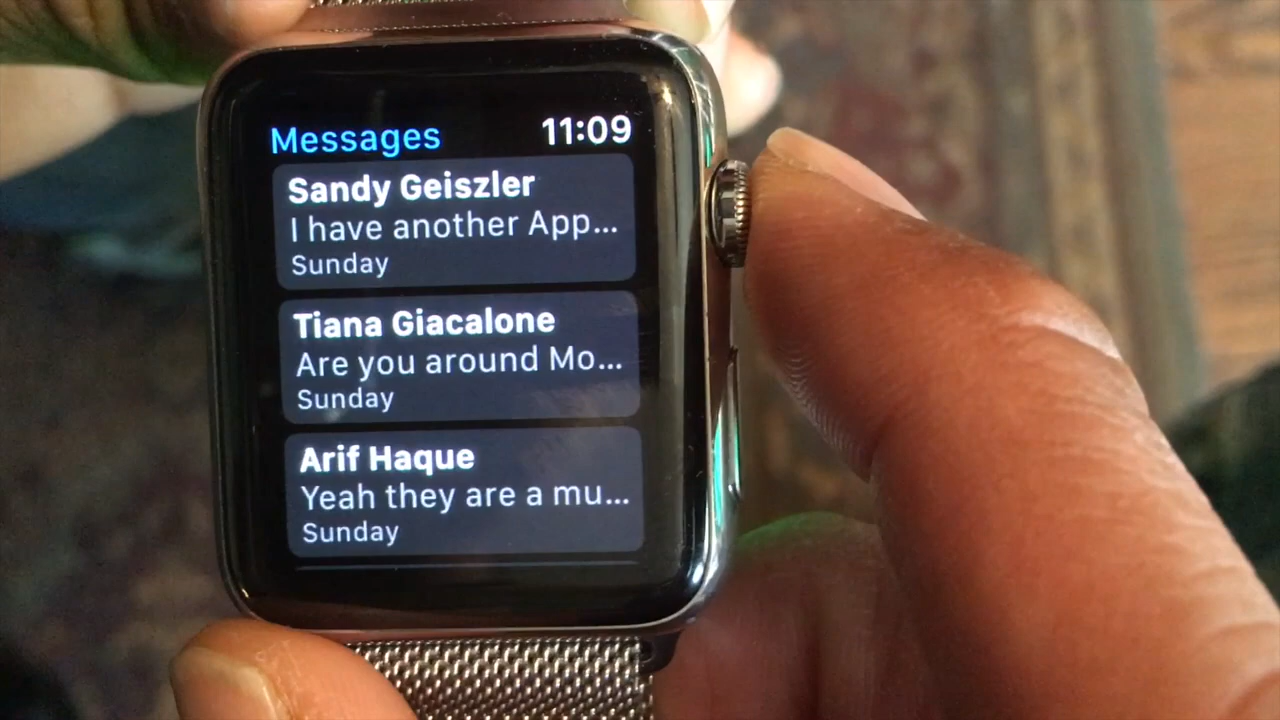 Messages 11:09
Sandy Geiszler
I have another App...
Sunday
Tiana Giacalone
Are you around Mo...
Sunday
Arif Haque
Yeah they are a mu...
Sunday